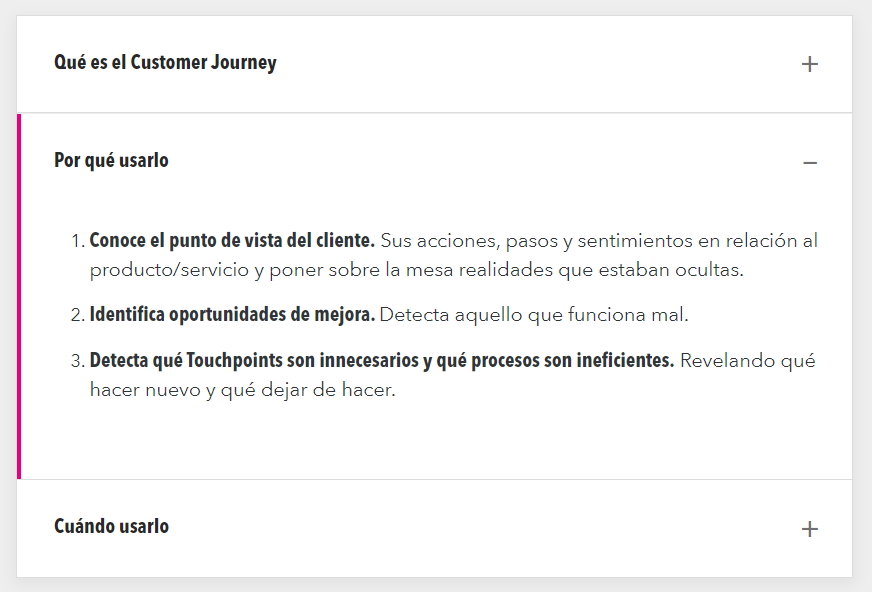 Qué es el Customer Journey
Por qué usarlo
1. Conoce el punto de vista del cliente. Sus acciones, pasos y sentimientos en relación al
producto/servicio y poner sobre la mesa realidades que estaban ocultas.
2. Identifica oportunidades de mejora. Detecta aquello que funciona mal.
3. Detecta qué Touchpoints son innecesarios y qué procesos son ineficientes. Revelando qué
hacer nuevo y qué dejar de hacer.
Cuándo usarlo